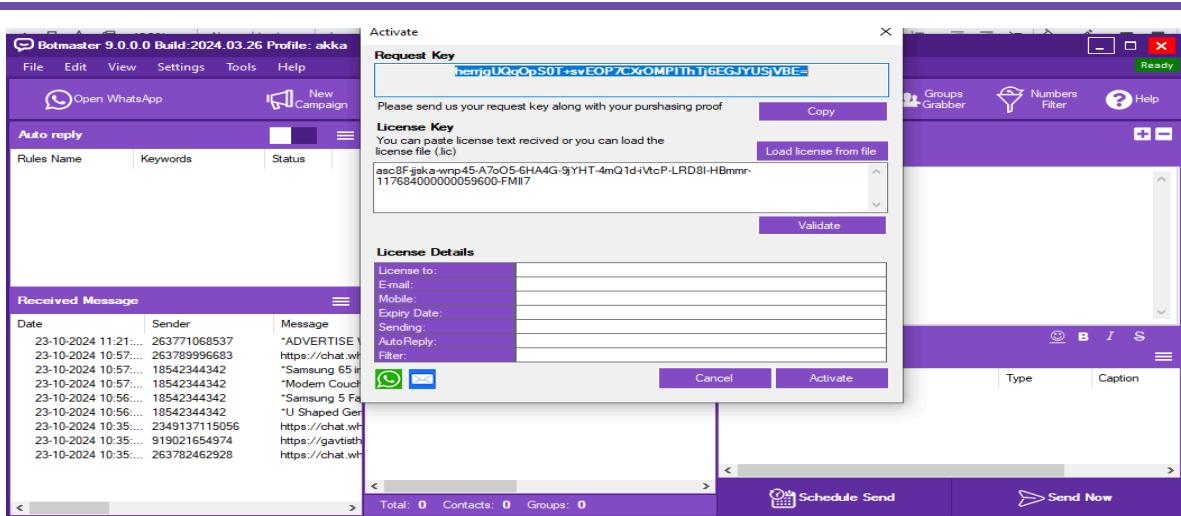 Botmaster 9.0.0.0 Build:2024.03.26 Profile: akka
File Edit View Settings Tools Help
Ready
Open WhatsApp
New Campaign
Groups Grabber
Numbers Filter
Help
Auto reply
Rules Name Keywords Status
Received Message
Date Sender Message
23-10-2024 11:21:... 263771068537 *ADVERTISE
23-10-2024 10:57:... 263789996683 https://chat.wh
23-10-2024 10:57:... 18542344342 *Samsung 65 i
23-10-2024 10:57:... 18542344342 *Modern Couch
23-10-2024 10:56:... 18542344342 *Samsung 5 Fa
23-10-2024 10:56:... 18542344342 *U Shaped Ger
23-10-2024 10:35:... 2349137115056 https://chat.wh
23-10-2024 10:35:... 919021654974 https://gavtisth
23-10-2024 10:35:... 263782462928 https://chat.wh
Activate
Request Key
Please send us your request key along with your purshasing proof
Copy
License Key
You can paste license text recived or you can load the
license file (.lic)
Load license from file
asc8F-jjska-wnp45-A7oO5-6HA4G-9jYHT-4mQ1d-iVtcP-LRD8I-HBmmr-
117684000000059600-FMII7
Validate
License Details
License to:
E-mail:
Mobile:
Expiry Date:
Sending:
AutoReply:
Filter:
Cancel
Activate
Total: 0 Contacts: 0 Groups: 0
B I S
Type Caption
Schedule Send
Send Now